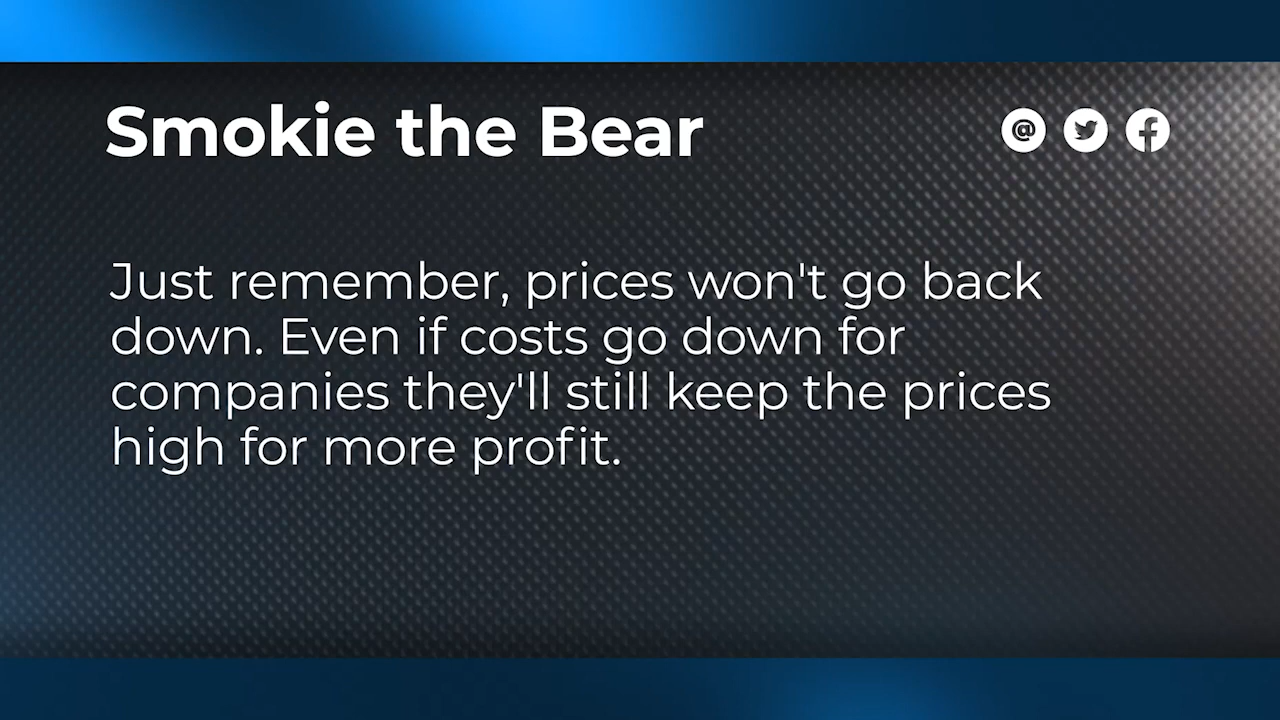 Smokie the Bear
Just remember, prices won't go back
down. Even if costs go down for
companies they'll still keep the prices
high for more profit.